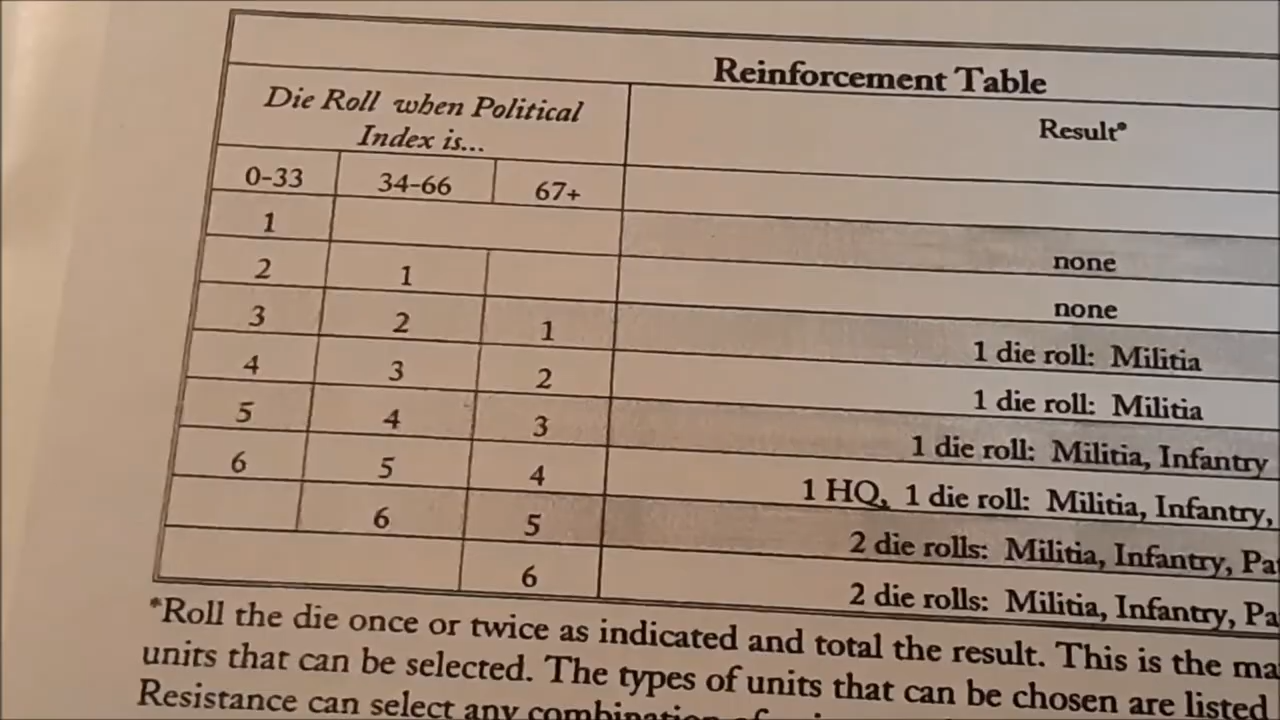 Reinforcement Table
Die Roll when Political
Index is...
Result*
0-33 34-66 67+
1 none
2 1 none
3 2 1 1 die roll: Militia
4 3 2 1 die roll: Militia
5 4 3 1 die roll: Militia, Infantry
6 5 4 1 HQ, 1 die roll: Militia, Infantry,
6 5 2 die rolls: Militia, Infantry,
6 2 die rolls: Militia, Infantry,
*Roll the die once or twice as indicated and total the result. This is the
units that can be selected. The types of units that can be chosen are listed
Resistance can select any combination of